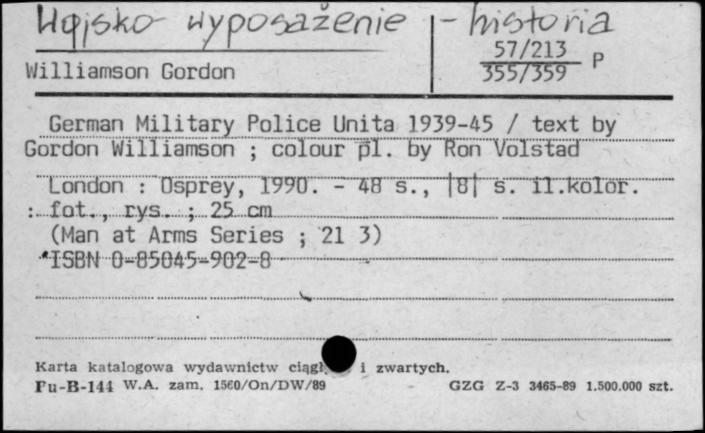 Wojsko wyposażenie - historia
57/213 P
355/359
Williamson Gordon
German Military Police Unita 1939-45 / text by
Gordon Williamson ; colour pl. by Ron Volstad
London : Osprey, 1990. - 48 s., |8| s. il.kolor.
: fot., rys. ; 25 cm
(Man at Arms Series ; 21 3)
ISBN 0-85045-902-8
Karta katalogowa wydawnictw i zwartych.
Pu-B-144 W.A. zam. 1560/On/DW/89 GZG Z-3 3465-89 1.500.000 szt.